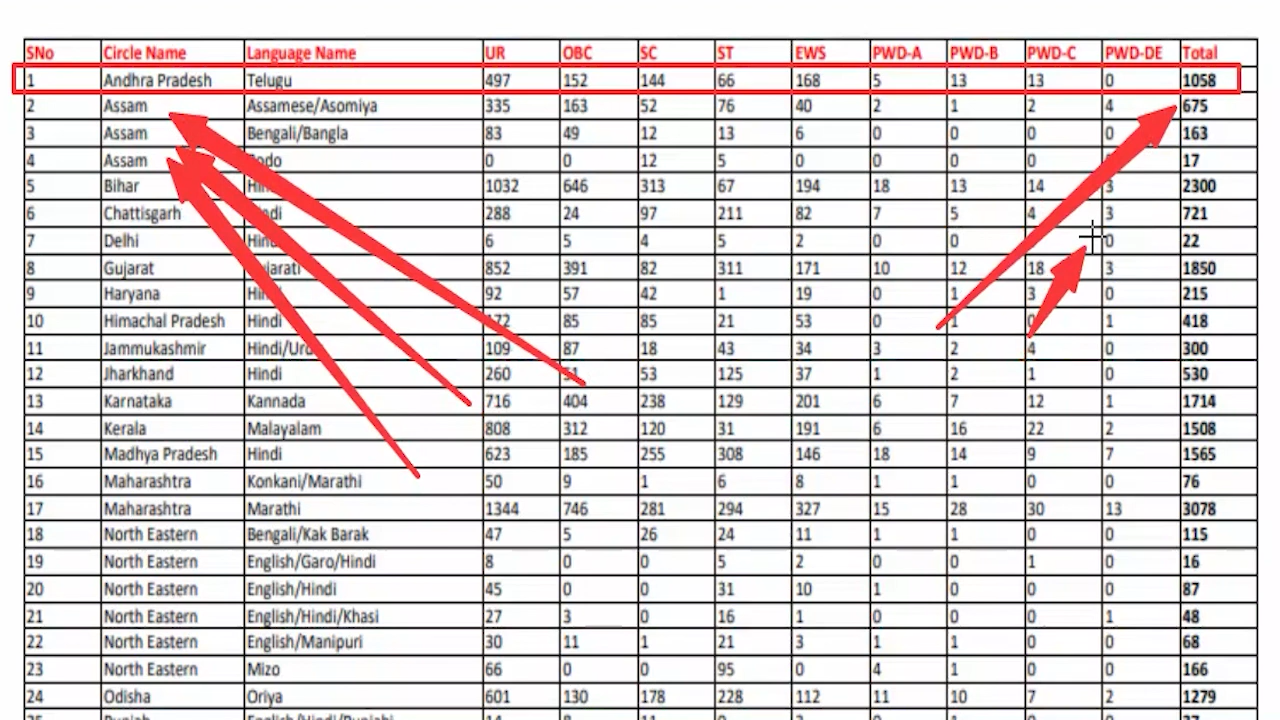 SNo Circle Name Language Name UR OBC SC ST EWS PWD-A PWD-B PWD-C PWD-DE Total
1 Andhra Pradesh Telugu 497 152 144 66 168 5 13 13 0 1058
2 Assam Assamese/Asomiya 335 163 52 76 40 2 1 2 4 675
3 Assam Bengali/Bangla 83 49 12 13 6 0 0 0 0 163
4 Assam 0 0 12 5 0 0 0 0 17
5 Bihar 1032 646 313 67 194 18 13 14 3 2300
6 Chattisgarh 288 24 97 211 82 7 5 4 3 721
7 Delhi 6 5 4 5 2 0 0 0 22
8 Gujarat 852 391 82 311 171 10 12 18 3 1850
9 Haryana 92 57 42 1 19 0 1 3 0 215
10 Himachal Pradesh Hindi 85 85 21 53 0 1 1 418
11 Jammukashmir 109 87 18 43 34 3 2 4 0 300
12 Jharkhand Hindi 260 53 125 37 1 2 1 0 530
13 Karnataka Kannada 716 404 238 129 201 6 7 12 1 1714
14 Kerala Malayalam 808 312 120 31 191 6 16 22 2 1508
15 Madhya Pradesh Hindi 623 185 255 308 146 18 14 9 7 1565
16 Maharashtra Konkani/Marathi 50 9 1 6 8 1 1 0 0 76
17 Maharashtra Marathi 1344 746 281 294 327 15 28 30 13 3078
18 North Eastern Bengali/Kak Barak 47 5 26 24 11 1 1 0 0 115
19 North Eastern English/Garo/Hindi 8 0 0 5 2 0 0 1 0 16
20 North Eastern English/Hindi 45 0 0 31 10 1 0 0 0 87
21 North Eastern English/Hindi/Khasi 27 3 0 16 1 0 0 0 1 48
22 North Eastern English/Manipuri 30 11 1 21 3 1 1 0 0 68
23 North Eastern Mizo 66 0 0 95 0 4 1 0 0 166
24 Odisha Oriya 601 130 178 228 112 11 10 7 2 1279